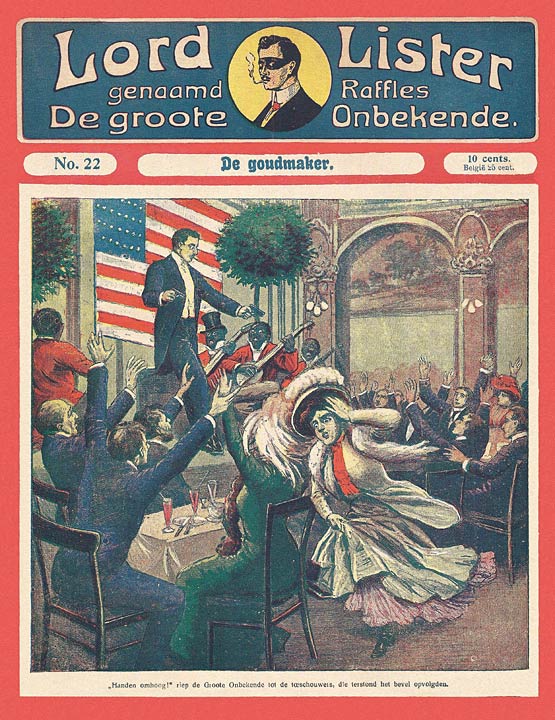 Lord Lister
genaamd Raffles
De groote Onbekende.
No. 22
De goudmaker.
10 cents.
België 25 cent.
„Handen omhoog!" riep de Groote Onbekende tot de toeschouwers, die terstond het bevel opvolgden.